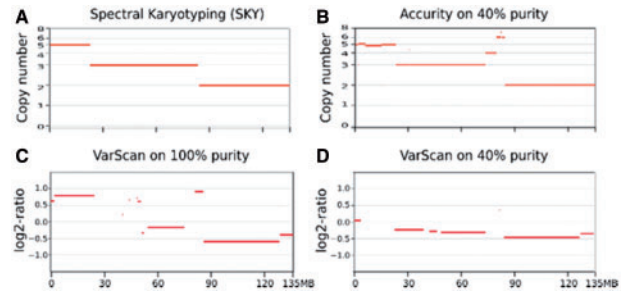 A
Spectral Karyotyping (SKY)
Copy number
8
6
5
4
3
2
1
0
B
Accurity on 40% purity
Copy number
8
6
5
4
3
2
1
0
C
VarScan on 100% purity
log2-ratio
1.0
0.5
0.0
−0.5
−1.0
0 30 60 90 120 135MB
D
VarScan on 40% purity
log2-ratio
1.0
0.5
0.0
−0.5
−1.0
0 30 60 90 120 135MB